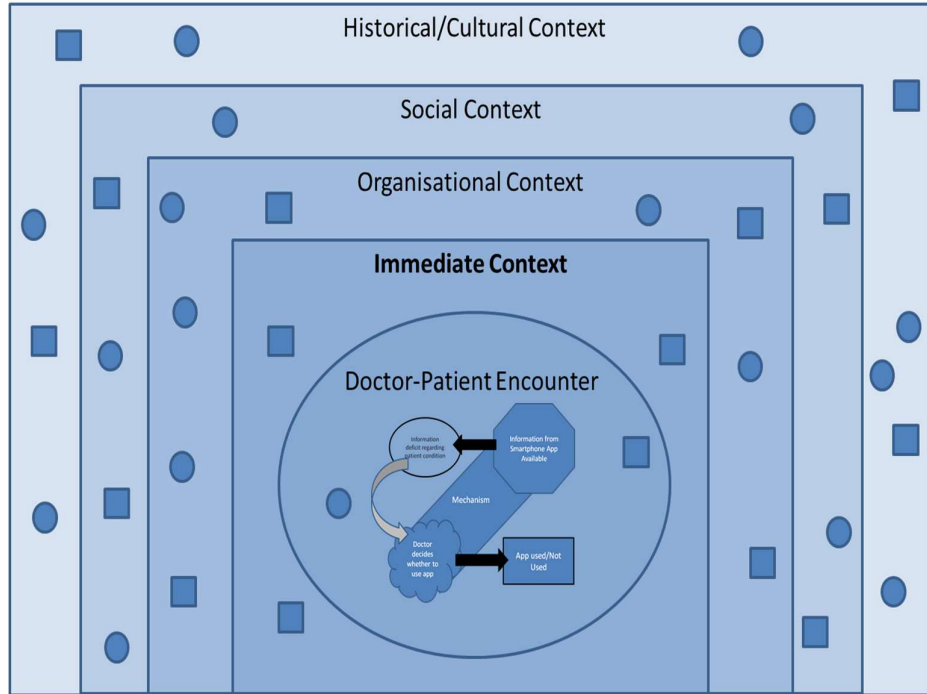 Historical/Cultural Context
Social Context
Organisational Context
Immediate Context
Doctor-Patient Encounter
Information
deficit regarding
patient condition
Information from
Smartphone App
Available
Mechanism
Doctor
decides
whether to
use app
App used/Not
Used